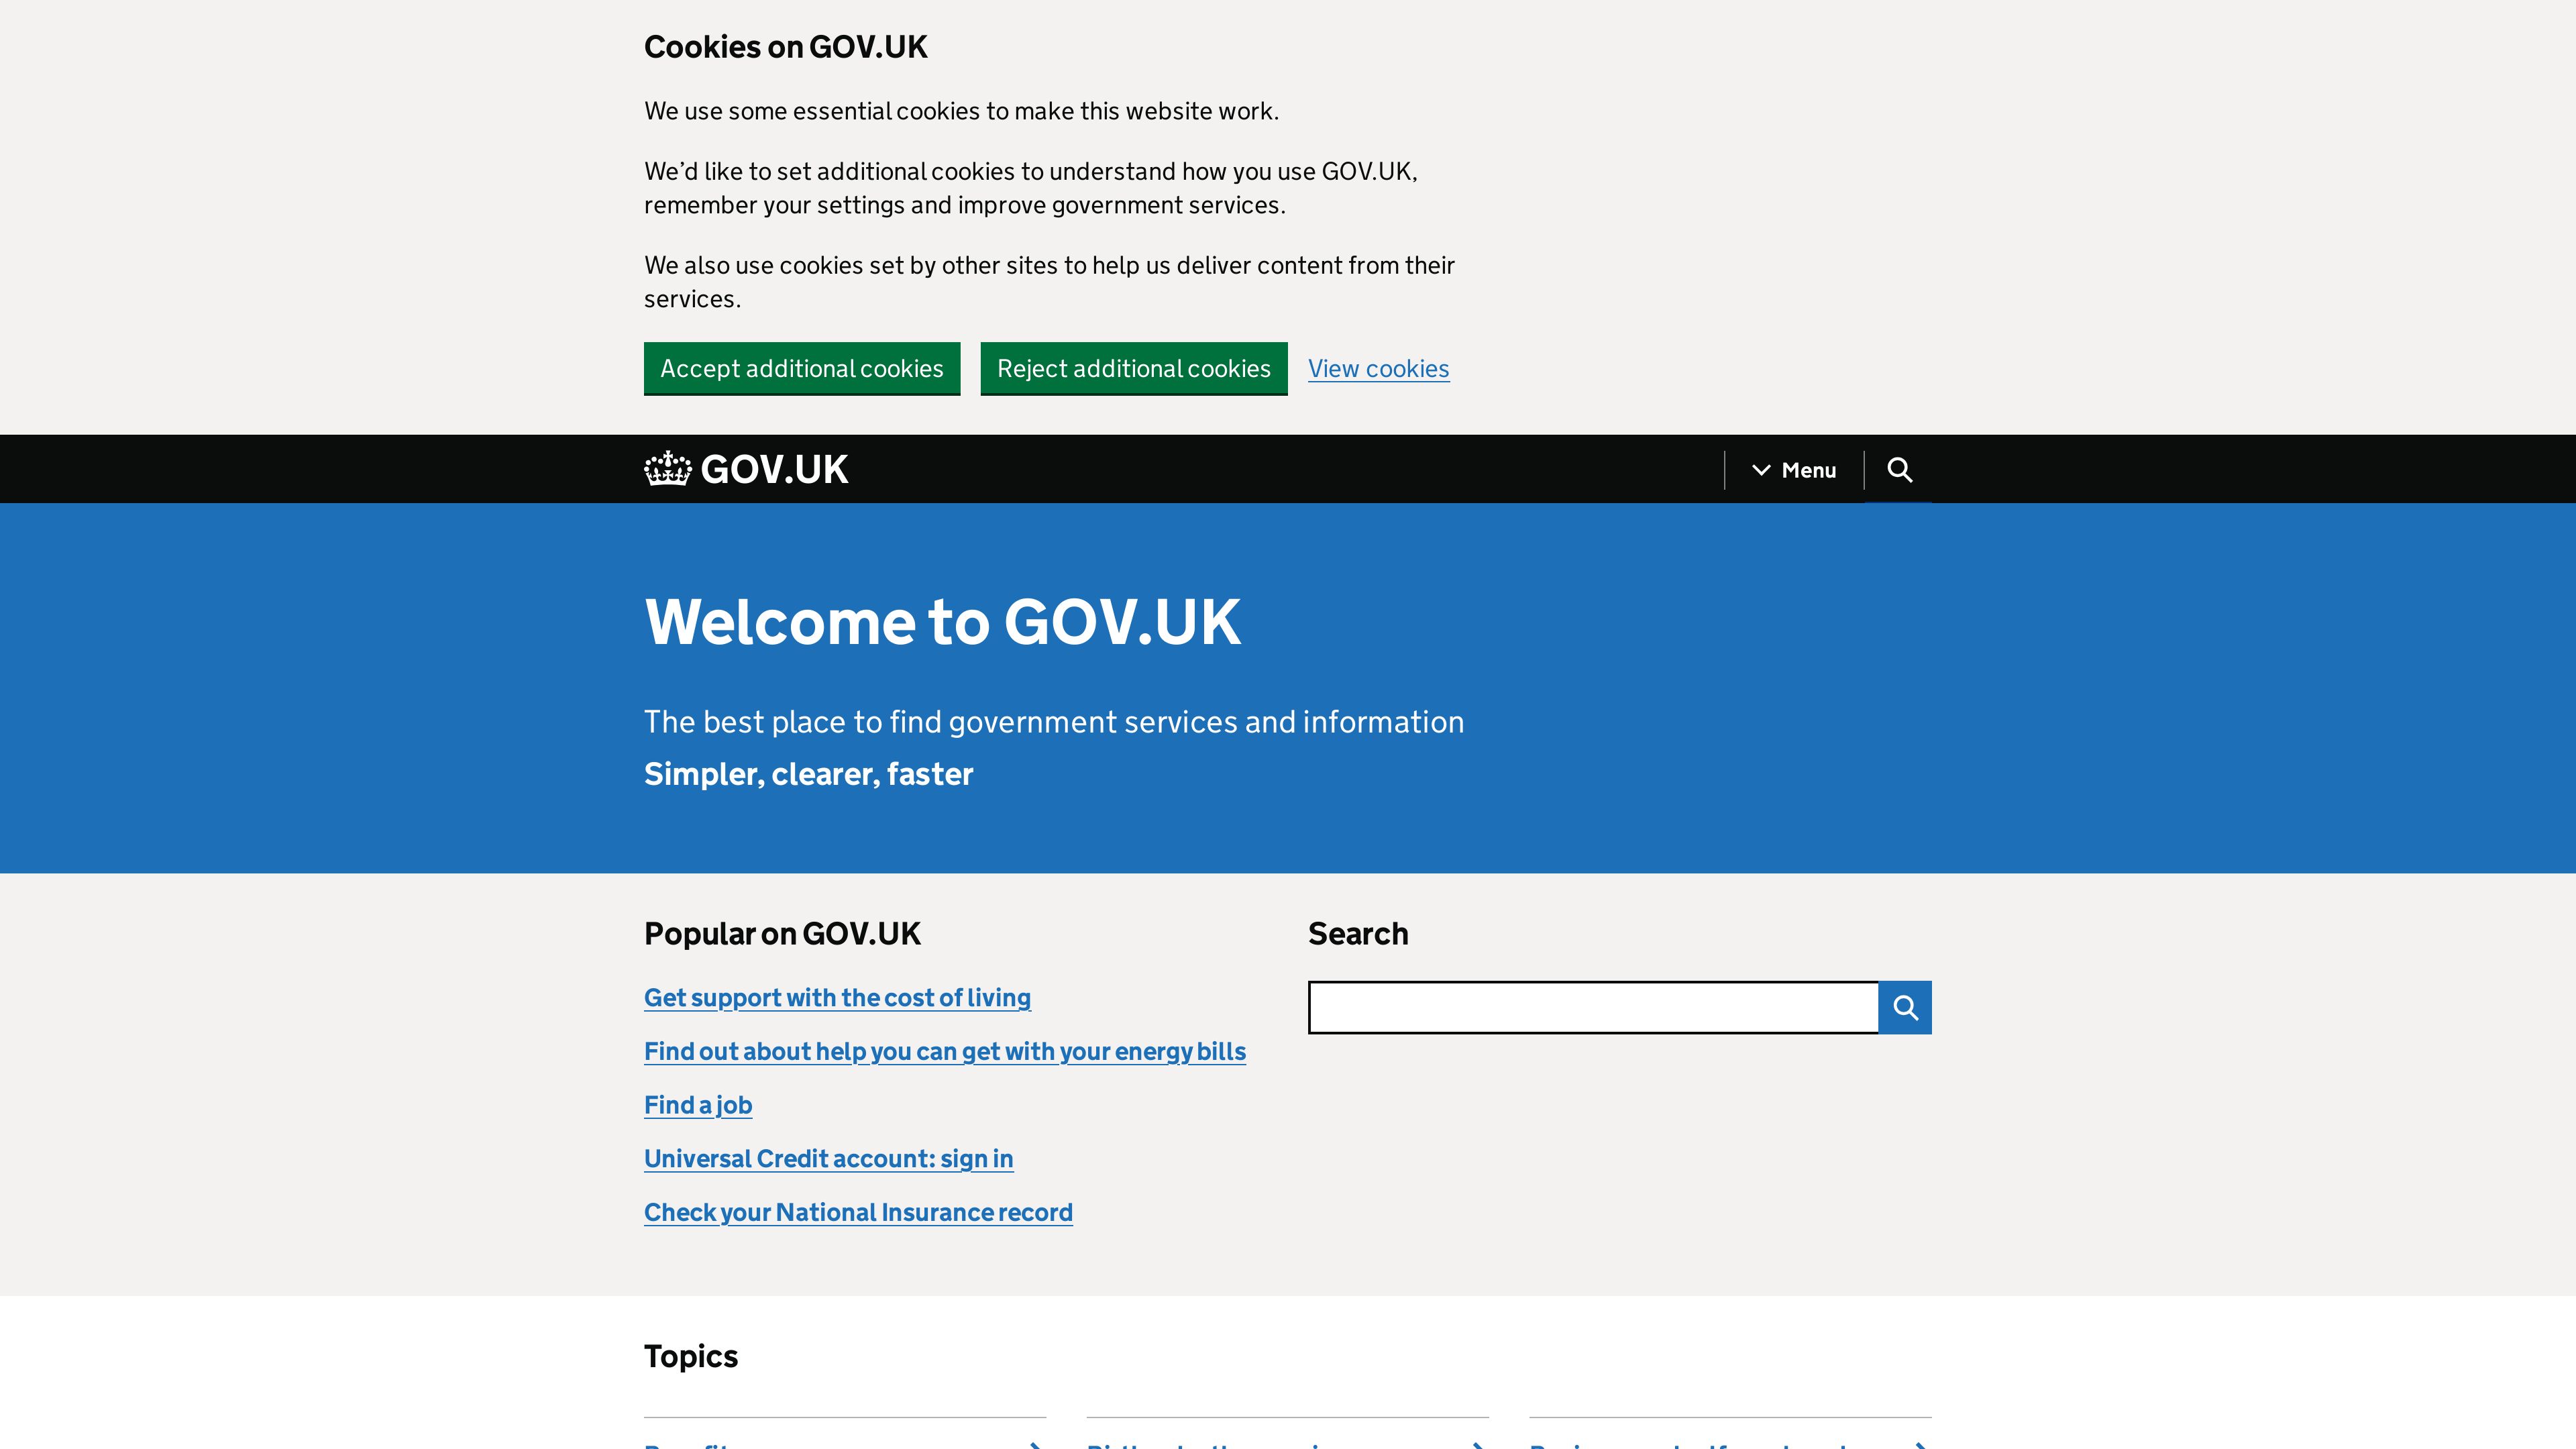 Cookies on GOV.UK
We use some essential cookies to make this website work.
We’d like to set additional cookies to understand how you use GOV.UK,
remember your settings and improve government services.
We also use cookies set by other sites to help us deliver content from their
services.
Accept additional cookies
Reject additional cookies
View cookies
GOV.UK
Menu
Welcome to GOV.UK
The best place to find government services and information
Simpler, clearer, faster
Popular on GOV.UK
Get support with the cost of living
Find out about help you can get with your energy bills
Find a job
Universal Credit account: sign in
Check your National Insurance record
Search
Topics